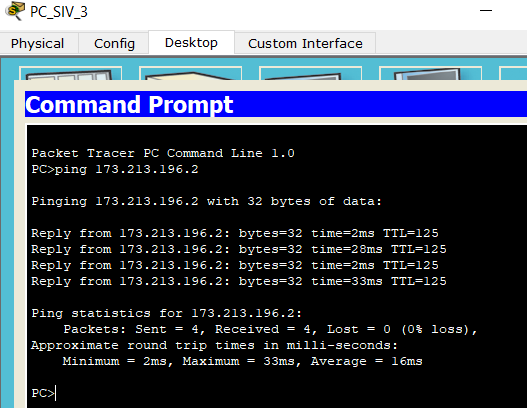 PC_SIV_3
Physical Config Desktop Custom Interface
Command Prompt
Packet Tracer PC Command Line 1.0
PC>ping 173.213.196.2
Pinging 173.213.196.2 with 32 bytes of data:
Reply from 173.213.196.2: bytes=32 time=2ms TTL=125
Reply from 173.213.196.2: bytes=32 time=28ms TTL=125
Reply from 173.213.196.2: bytes=32 time=2ms TTL=125
Reply from 173.213.196.2: bytes=32 time=33ms TTL=125
Ping statistics for 173.213.196.2:
Packets: Sent = 4, Received = 4, Lost = 0 (0% loss),
Approximate round trip times in milli-seconds:
Minimum = 2ms, Maximum = 33ms, Average = 16ms
PC>